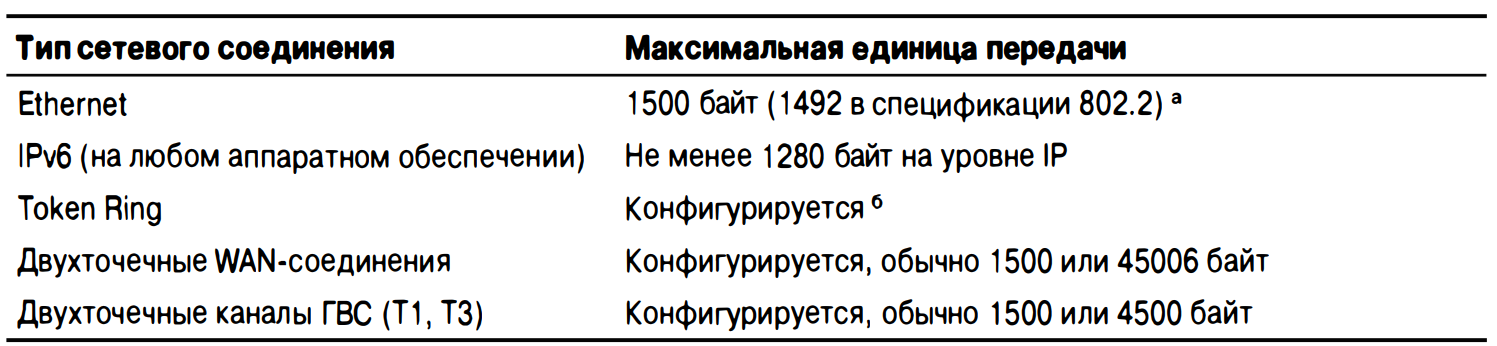 Тип сетевого соединения Максимальная единица передачи
Ethernet 1500 байт (1492 в спецификации 802.2) а
IPv6 (на любом аппаратном обеспечении) Не менее 1280 байт на уровне IP
Token Ring Конфигурируется б
Двухточечные WAN-соединения Конфигурируется, обычно 1500 или 45006 байт
Двухточечные каналы ГВС (Т1, Т3) Конфигурируется, обычно 1500 или 4500 байт